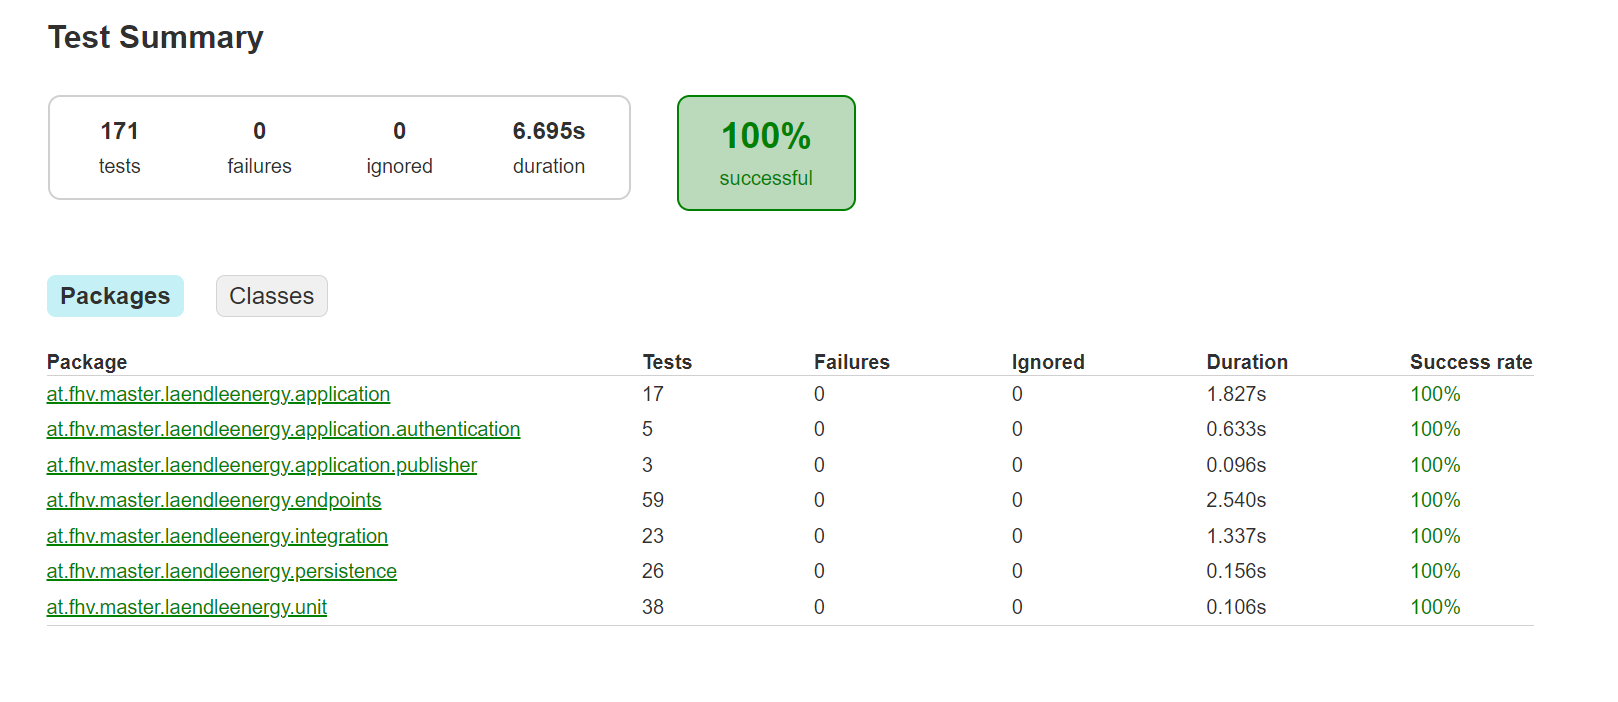 Test Summary
171 0 0 6.695s
tests failures ignored duration
100%
successful
Packages Classes
Package Tests Failures Ignored Duration Success rate
at.fhv.master.laendleenergy.application 17 0 0 1.827s 100%
at.fhv.master.laendleenergy.application.authentication 5 0 0 0.633s 100%
at.fhv.master.laendleenergy.application.publisher 3 0 0 0.096s 100%
at.fhv.master.laendleenergy.endpoints 59 0 0 2.540s 100%
at.fhv.master.laendleenergy.integration 23 0 0 1.337s 100%
at.fhv.master.laendleenergy.persistence 26 0 0 0.156s 100%
at.fhv.master.laendleenergy.unit 38 0 0 0.106s 100%